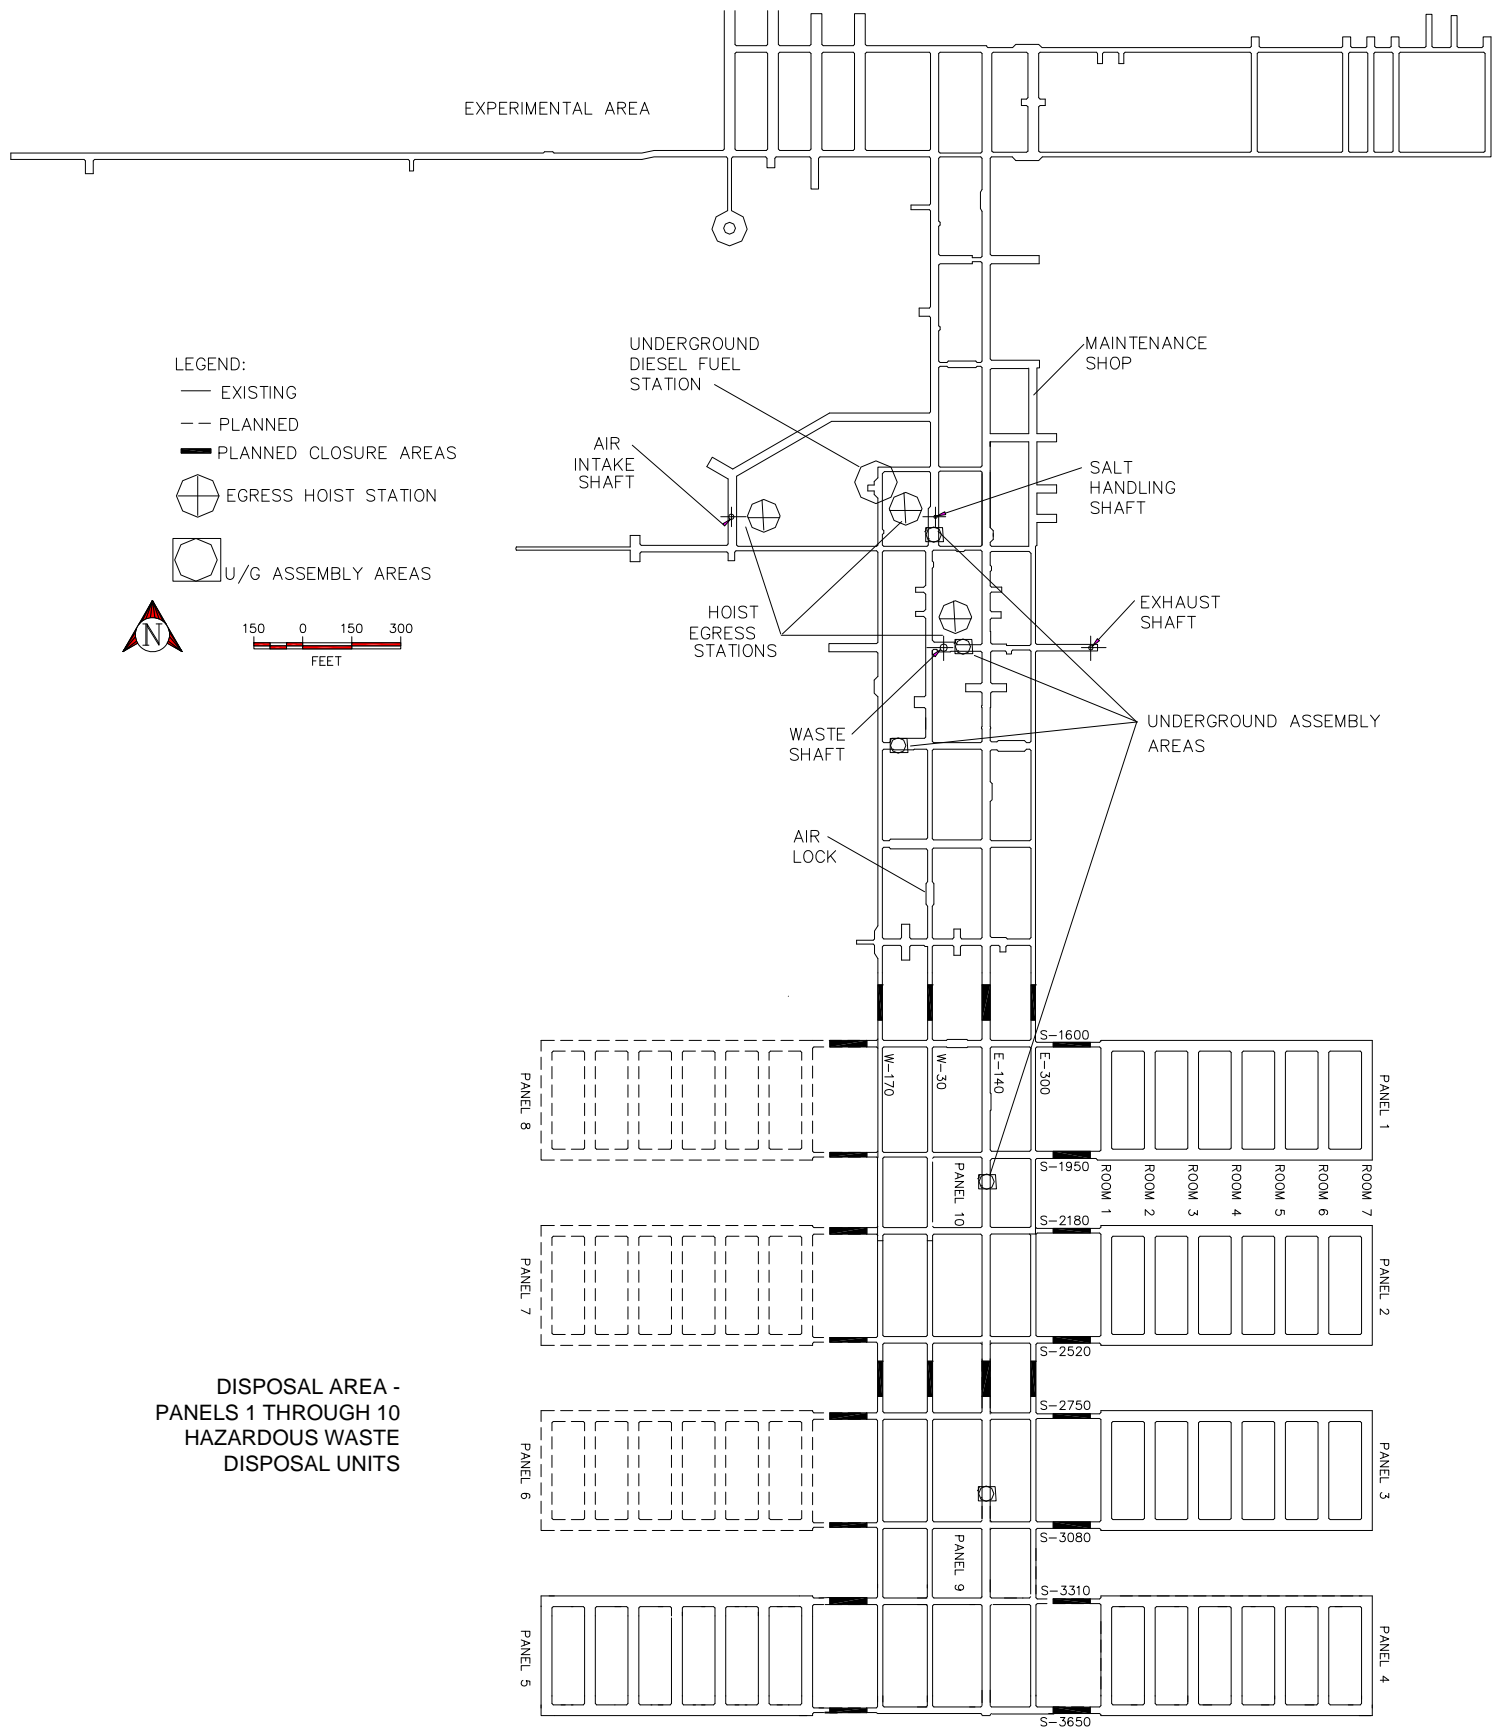 EXPERIMENTAL AREA
LEGEND:
EXISTING
PLANNED
PLANNED CLOSURE AREAS
EGRESS HOIST STATION
U/G ASSEMBLY AREAS
N
150 0 150 300
FEET
UNDERGROUND
DIESEL FUEL
STATION
MAINTENANCE
SHOP
AIR
INTAKE
SHAFT
SALT
HANDLING
SHAFT
HOIST
EGRESS
STATIONS
EXHAUST
SHAFT
WASTE
SHAFT
UNDERGROUND ASSEMBLY
AREAS
AIR
LOCK
S-1600
W-170
W-30
E-140
E-300
PANEL 8
PANEL 1
S-1950
PANEL 10
ROOM 1
ROOM 2
ROOM 3
ROOM 4
ROOM 5
ROOM 6
ROOM 7
S-2180
PANEL 7
PANEL 2
S-2520
DISPOSAL AREA -
PANELS 1 THROUGH 10
HAZARDOUS WASTE
DISPOSAL UNITS
S-2750
PANEL 6
PANEL 3
S-3080
PANEL 9
S-3310
PANEL 5
PANEL 4
S-3650